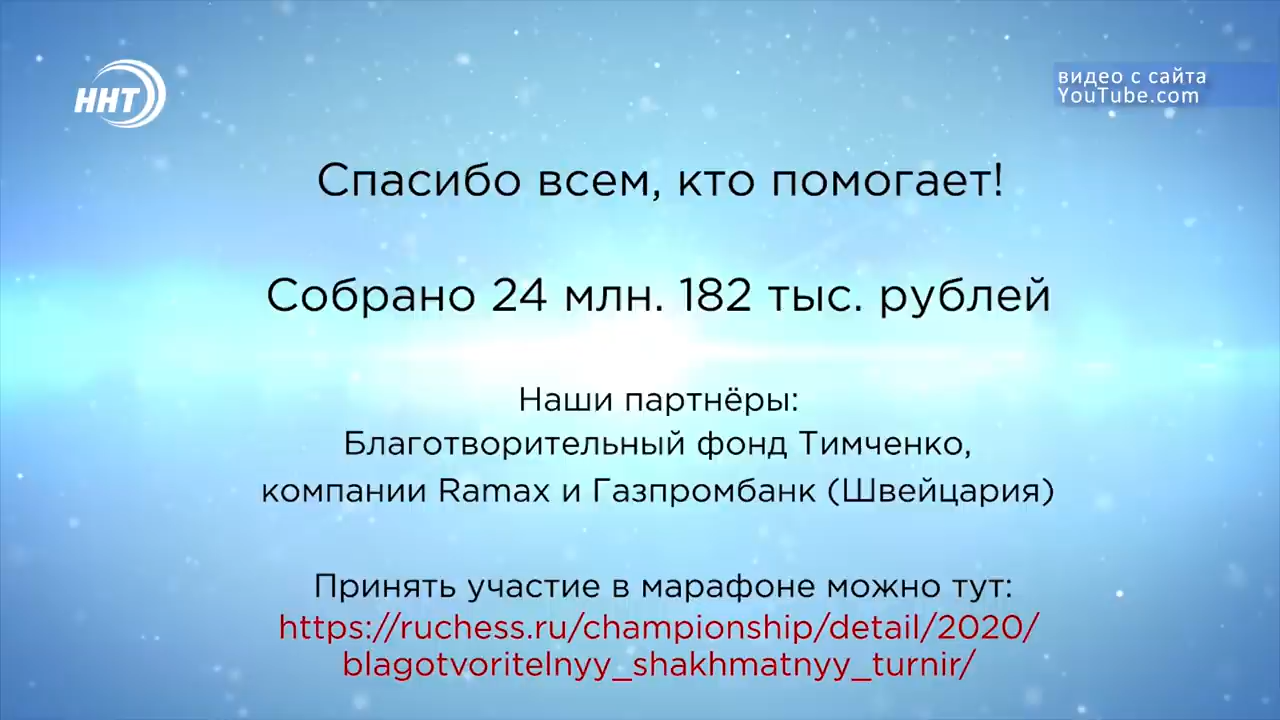 ННТ
видео с сайта
YouTube.com
Спасибо всем, кто помогает!
Собрано 24 млн. 182 тыс. рублей
Наши партнёры:
Благотворительный фонд Тимченко,
компании Ramax и Газпромбанк (Швейцария)
Принять участие в марафоне можно тут:
https://ruchess.ru/championship/detail/2020/
blagotvoritelnyy_shakhmatnyy_turnir/